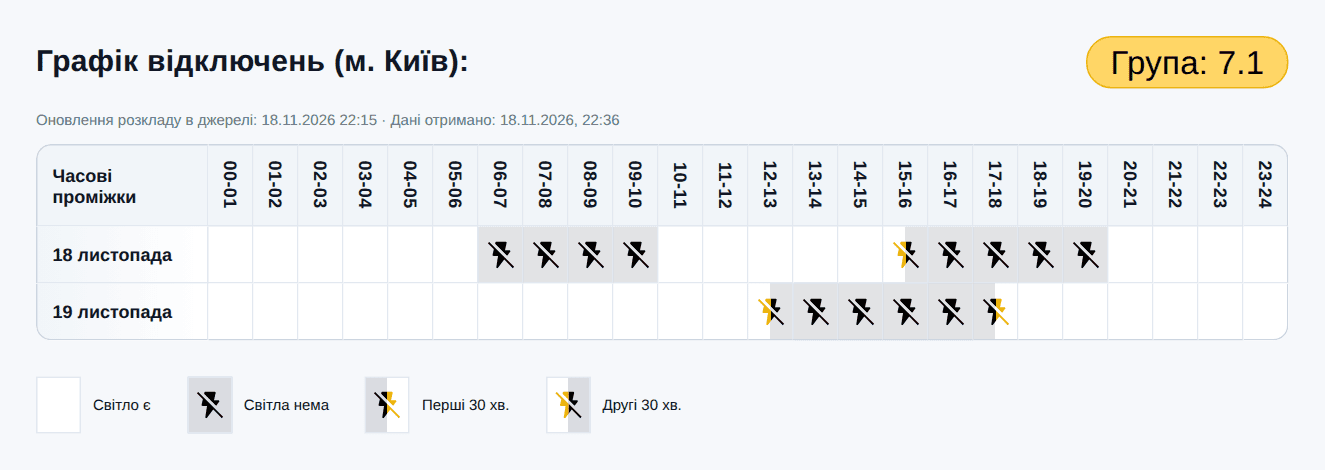 Графік відключень (м. Київ):
Група: 7.1
Оновлення розкладу в джерелі: 18.11.2026 22:15 · Дані отримано: 18.11.2026, 22:36
Часові
проміжки
00-01
01-02
02-03
03-04
04-05
05-06
06-07
07-08
08-09
09-10
10-11
11-12
12-13
13-14
14-15
15-16
16-17
17-18
18-19
19-20
20-21
21-22
22-23
23-24
18 листопада
19 листопада
Світло є
Світла нема
Перші 30 хв.
Другі 30 хв.